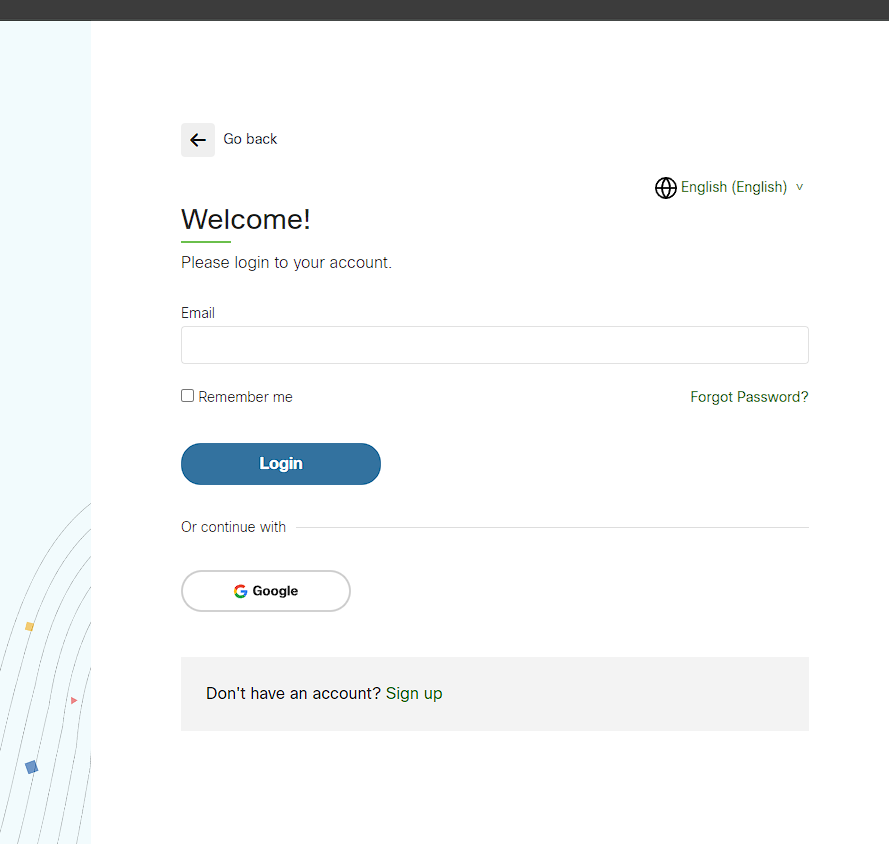 Go back
English (English) v
Welcome!
Please login to your account.
Email
Remember me
Forgot Password?
Login
Or continue with
Google
Don't have an account? Sign up